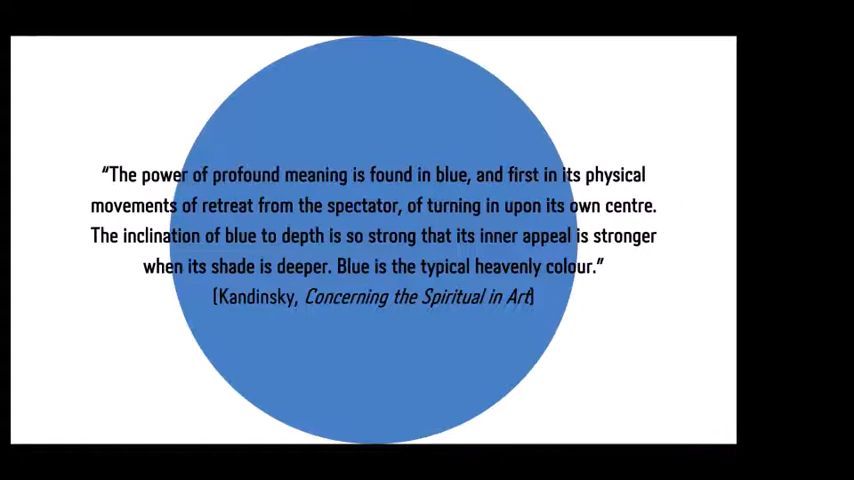 “The power of profound meaning is found in blue, and first in its physical
movements of retreat from the spectator, of turning in upon its own centre.
The inclination of blue to depth is so strong that its inner appeal is stronger
when its shade is deeper. Blue is the typical heavenly colour.”
(Kandinsky, Concerning the Spiritual in Art)